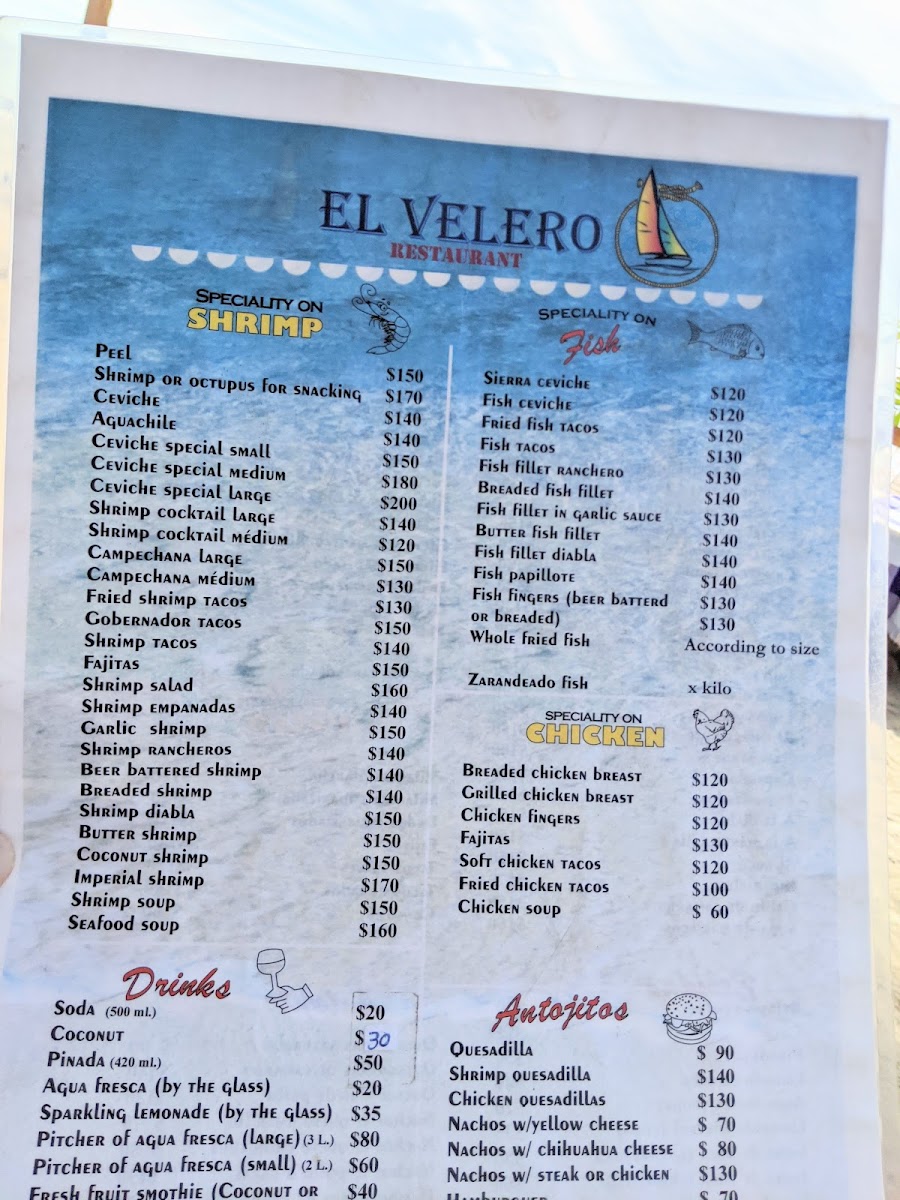 EL VELERO
RESTAURANT
SPECIALITY ON
SHRIMP
Peel $150
Shrimp or octupus for snacking $170
Ceviche $140
Aguachile $140
Ceviche special small $150
Ceviche special medium $180
Ceviche special large $200
Shrimp cocktail large $140
Shrimp cocktail médium $120
Campechana large $150
Campechana médium $130
Fried shrimp tacos $130
Gobernador tacos $150
Shrimp tacos $140
Fajitas $150
Shrimp salad $160
Shrimp empanadas $140
Garlic shrimp $150
Shrimp rancheros $140
Beer battered shrimp $140
Breaded shrimp $140
Shrimp diabla $150
Butter shrimp $150
Coconut shrimp $150
Imperial shrimp $170
Shrimp soup $150
Seafood soup $160
Drinks
Soda (500 ml.) $20
Coconut $30
Pinada (420 ml.) $50
Agua fresca (by the glass) $20
Sparkling lemonade (by the glass) $35
Pitcher of agua fresca (large) (3 L.) $80
Pitcher of agua fresca (small) (2 L.) $60
Fresh fruit smothie (Coconut or $40
SPECIALITY ON
Fish
Sierra ceviche $120
Fish ceviche $120
Fried fish tacos $120
Fish tacos $130
Fish fillet ranchero $130
Breaded fish fillet $140
Fish fillet in garlic sauce $130
Butter fish fillet $140
Fish fillet diabla $140
Fish papillote $140
Fish fingers (beer batterd $130
or breaded) $130
Whole fried fish According to size
Zarandeado fish x kilo
SPECIALITY ON
CHICKEN
Breaded chicken breast $120
Grilled chicken breast $120
Chicken fingers $120
Fajitas $130
Soft chicken tacos $120
Fried chicken tacos $100
Chicken soup $ 60
Antojitos
Quesadilla $ 90
Shrimp quesadilla $140
Chicken quesadillas $130
Nachos w/yellow cheese $ 70
Nachos w/ chihuahua cheese $ 80
Nachos w/ steak or chicken $130
Hamburguer $ 70